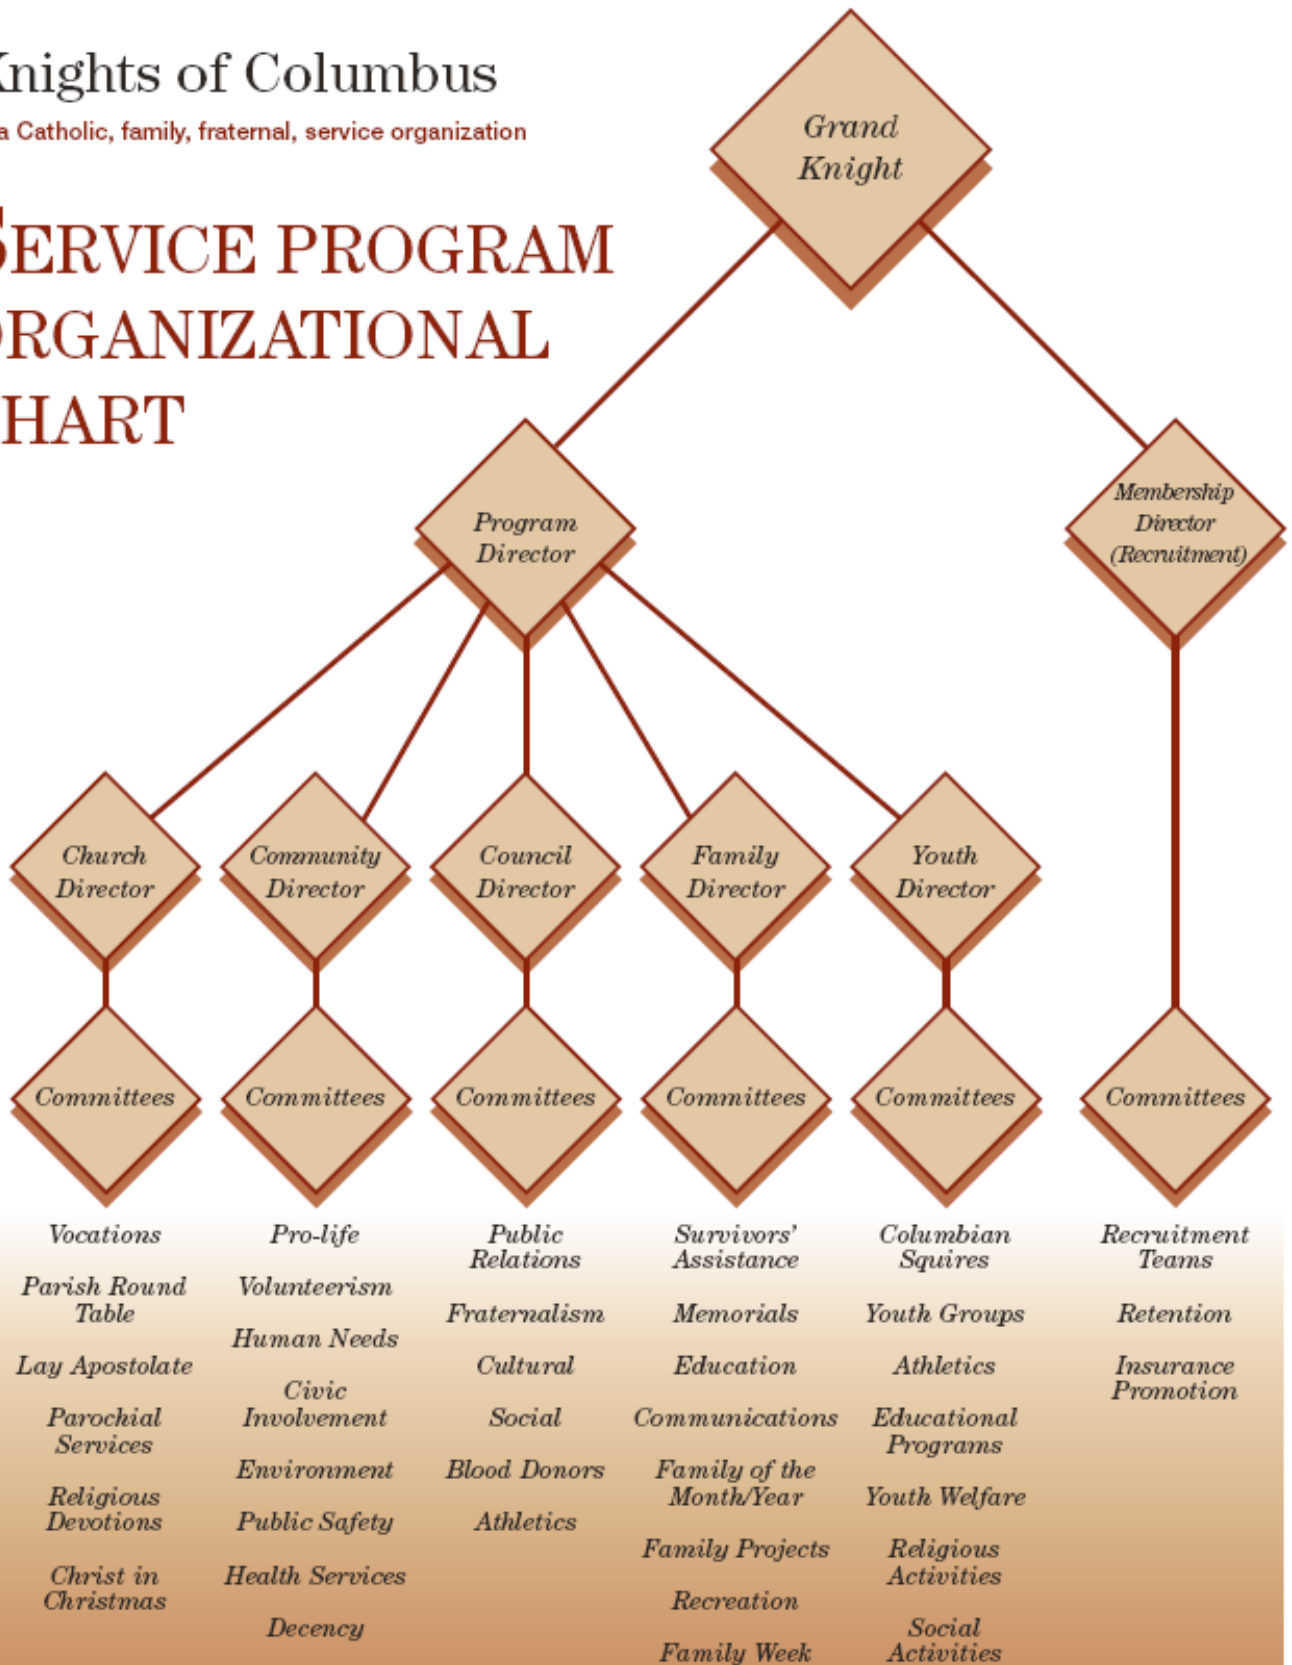 Knights of Columbus
a Catholic, family, fraternal, service organization
SERVICE PROGRAM
ORGANIZATIONAL
HART
Grand
Knight
Program
Director
Membership
Director
(Recruitment)
Church
Director
Community
Director
Council
Director
Family
Director
Youth
Director
Committees
Committees
Committees
Committees
Committees
Committees
Vocations
Parish Round
Table
Lay Apostolate
Parochial
Services
Religious
Devotions
Christ in
Christmas
Pro-life
Volunteerism
Human Needs
Civic
Involvement
Environment
Public Safety
Health Services
Decency
Public
Relations
Fraternalism
Cultural
Social
Blood Donors
Athletics
Survivors'
Assistance
Memorials
Education
Communications
Family of the
Month/Year
Family Projects
Recreation
Family Week
Columbian
Squires
Youth Groups
Athletics
Educational
Programs
Youth Welfare
Religious
Activities
Social
Activities
Recruitment
Teams
Retention
Insurance
Promotion